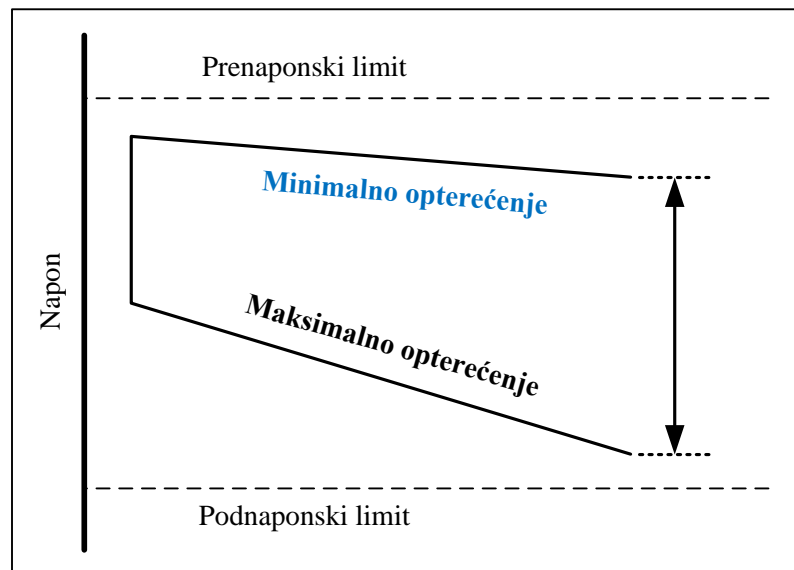 Prenaponski limit
Minimalno opterećenje
Napon
Maksimalno opterećenje
Podnaponski limit